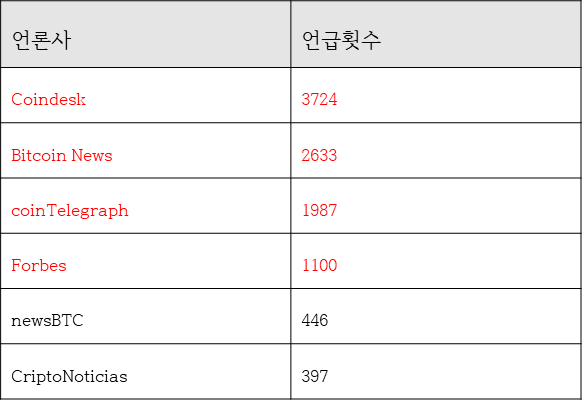 언론사 언급횟수
Coindesk 3724
Bitcoin News 2633
coinTelegraph 1987
Forbes 1100
newsBTC 446
CriptoNoticias 397